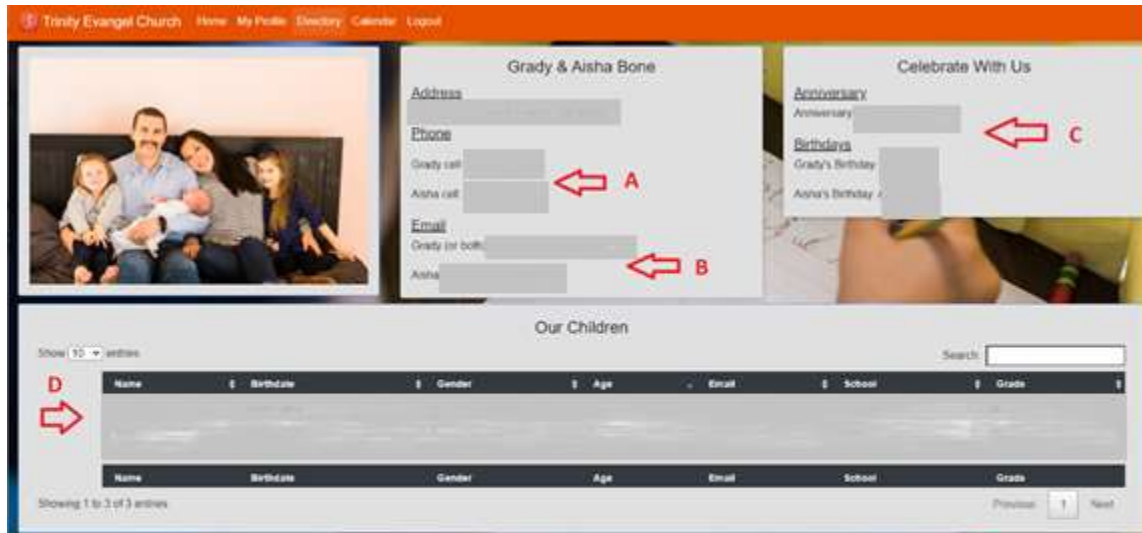 Trinity Evangel Church Home My Profile Directory Calendar Logout
Grady & Aisha Bone
Address
Phone
Grady cell
Aisha cell
A
Email
Grady (or both)
Aisha
B
Celebrate With Us
Anniversary
Anniversary
C
Birthdays
Grady's Birthday
Aisha's Birthday
Our Children
Show 10 entries
Search:
D
Name Birthdate Gender Age Email School Grade
Name Birthdate Gender Age Email School Grade
Showing 1 to 3 of 3 entries
Previous 1 Next